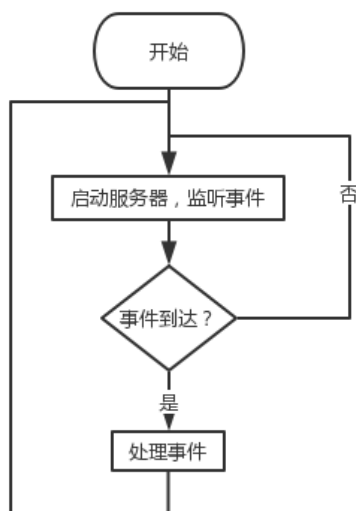 开始
启动服务器，监听事件
否
事件到达？
是
处理事件